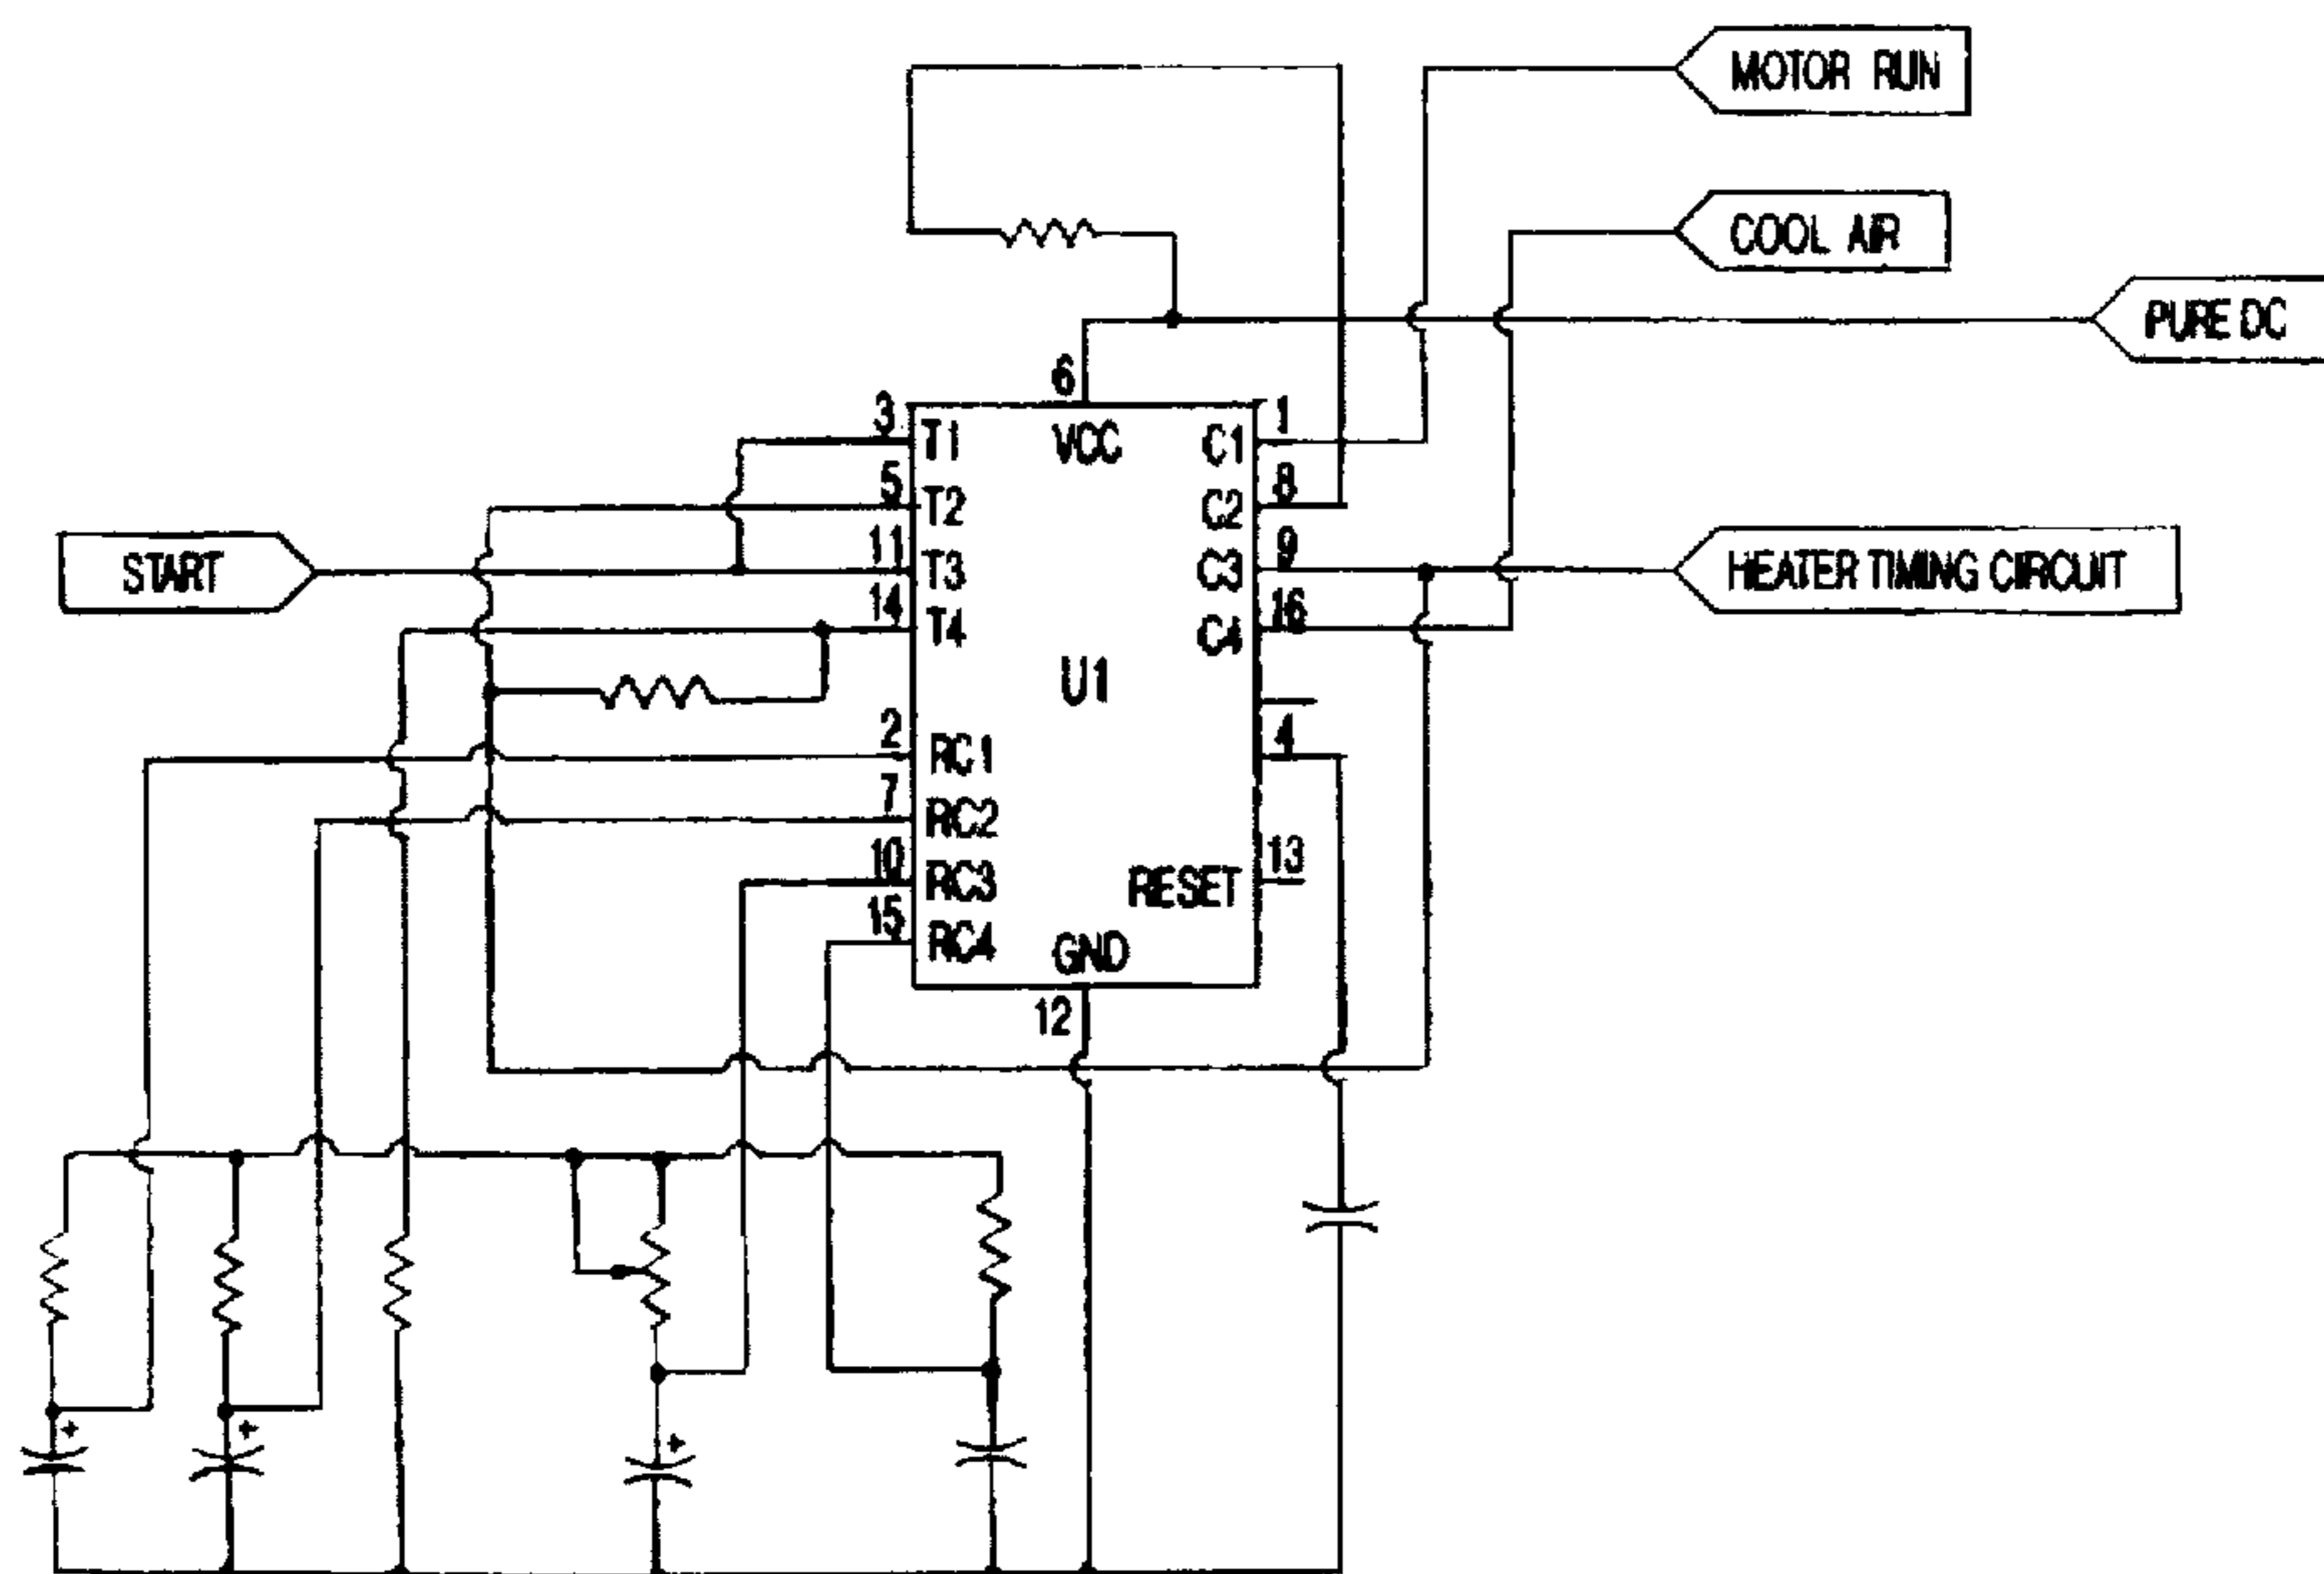 MOTOR RUN
COOL AIR
PURE DC
6
3
T1
VCC
C1
1
5
T2
C2
8
START
11
T3
C3
9
HEATER TIMING CIRCUIT
14
T4
C4
16
U1
2
RC1
4
7
RC2
10
RC3
RESET
13
15
RC4
GND
12
+
+
+